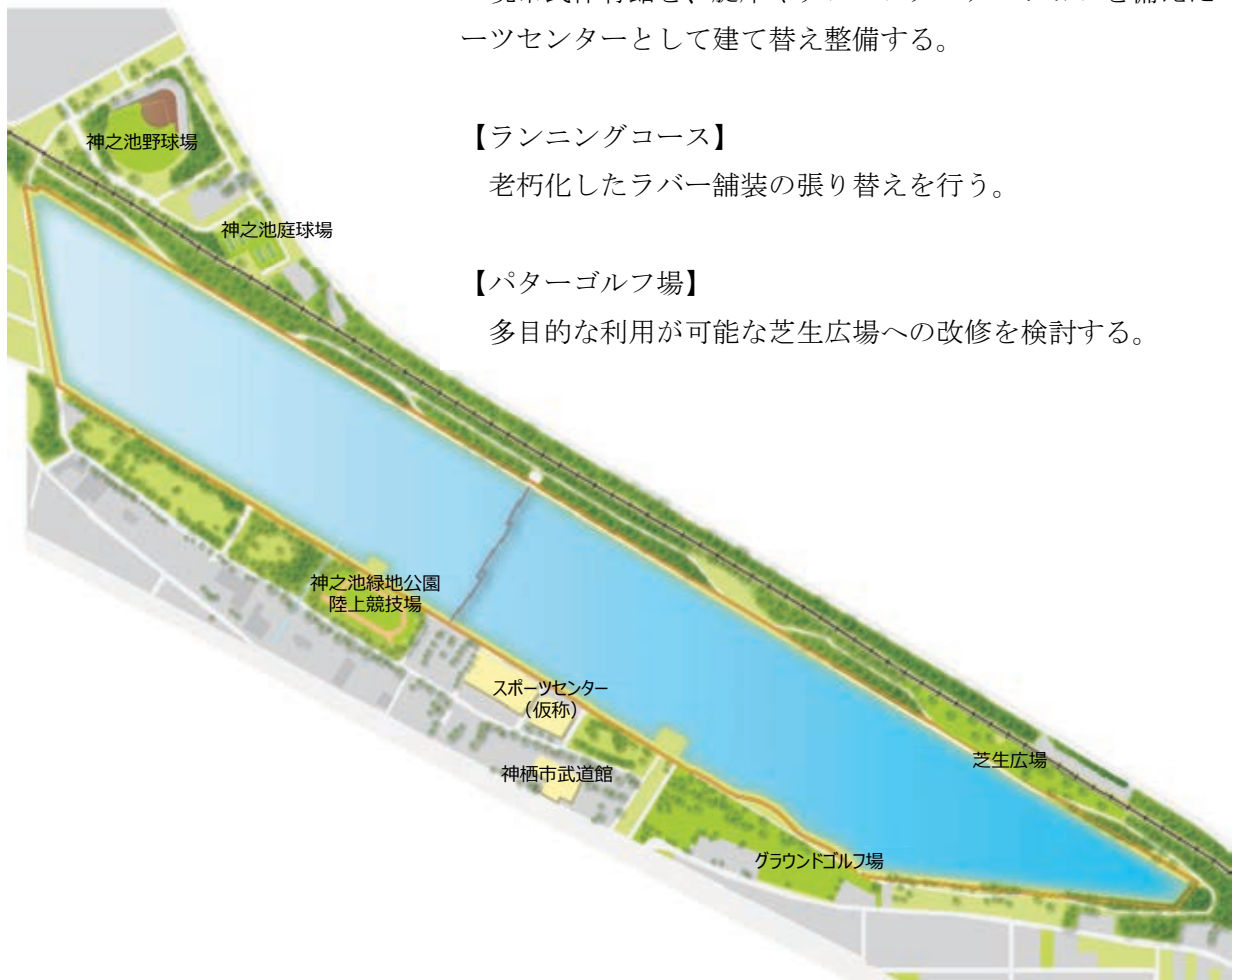 ーツセンターとして建て替え整備する。
【ランニングコース】
老朽化したラバー舗装の張り替えを行う。
【パターゴルフ場】
多目的な利用が可能な芝生広場への改修を検討する。
神之池野球場
神之池庭球場
神之池緑地公園
陸上競技場
スポーツセンター
（仮称）
神栖市武道館
芝生広場
グラウンドゴルフ場